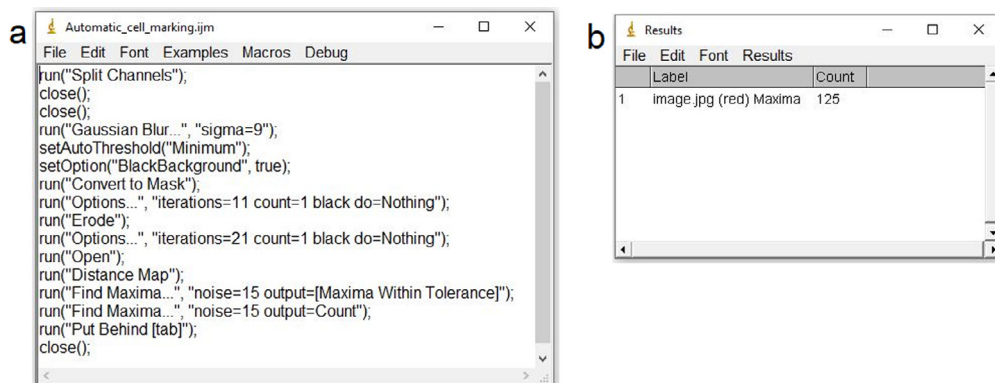 a
Automatic_cell_marking.ijm
File Edit Font Examples Macros Debug
run("Split Channels");
close();
close();
run("Gaussian Blur...", "sigma=9");
setAutoThreshold("Minimum");
setOption("BlackBackground", true);
run("Convert to Mask");
run("Options...", "iterations=11 count=1 black do=Nothing");
run("Erode");
run("Options...", "iterations=21 count=1 black do=Nothing");
run("Open");
run("Distance Map");
run("Find Maxima...", "noise=15 output=[Maxima Within Tolerance]");
run("Find Maxima...", "noise=15 output=Count");
run("Put Behind [tab]");
close();
b
Results
File Edit Font Results
Label Count
1 image.jpg (red) Maxima 125